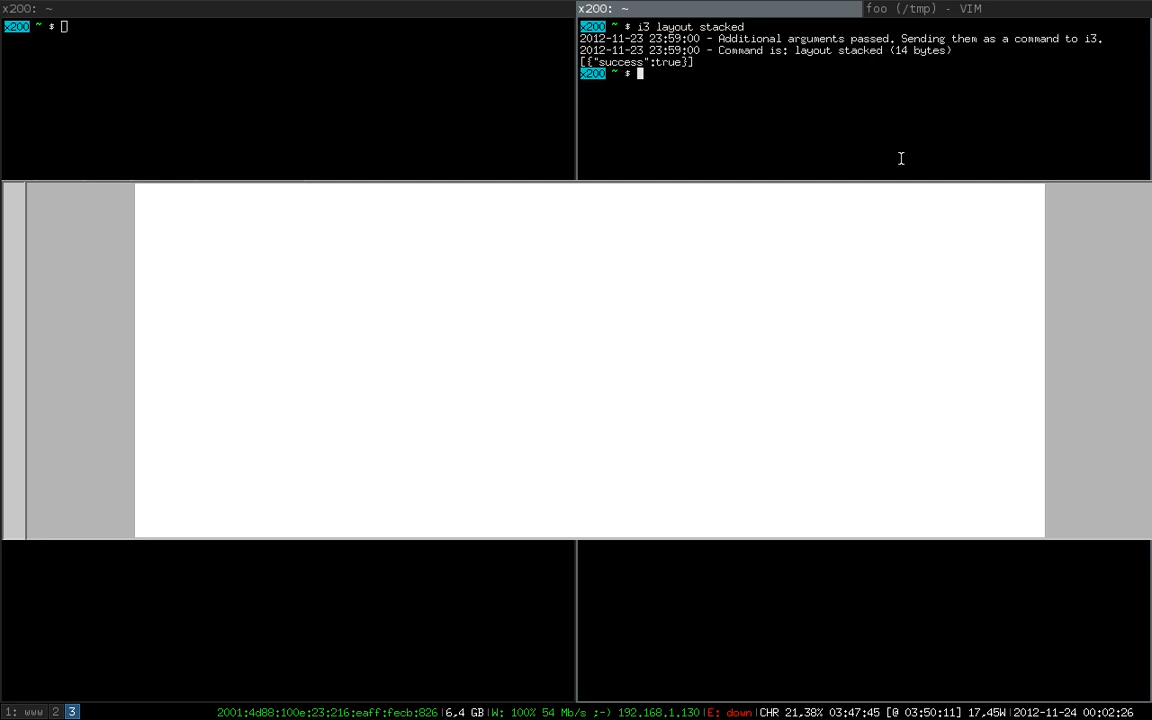 x200: ~
x200: ~
foo (/tmp) - VIM
x200 ~ $
x200 ~ $ i3 layout stacked
2012-11-23 23:59:00 - Additional arguments passed. Sending them as a command to i3.
2012-11-23 23:59:00 - Command is: layout stacked (14 bytes)
[{"success":true}]
x200 ~ $
1: www 2 3 2001:4d88:100e:23:216:eaff:fecb:826|6,4 GB|W: 100% 54 Mb/s ;-) 192.168.1.130|E: down|CHR 21,38% 03:47:45 [@ 03:50:11] 17,45W|2012-11-24 00:02:26